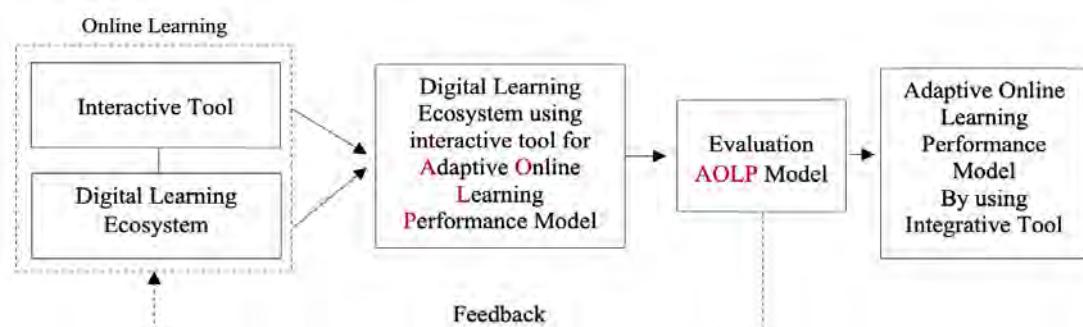 Online Learning
Interactive Tool
Digital Learning
Ecosystem
Digital Learning
Ecosystem using
interactive tool for
Adaptive Online
Learning
Performance Model
Evaluation
AOLP Model
Adaptive Online
Learning
Performance
Model
By using
Integrative Tool
Feedback